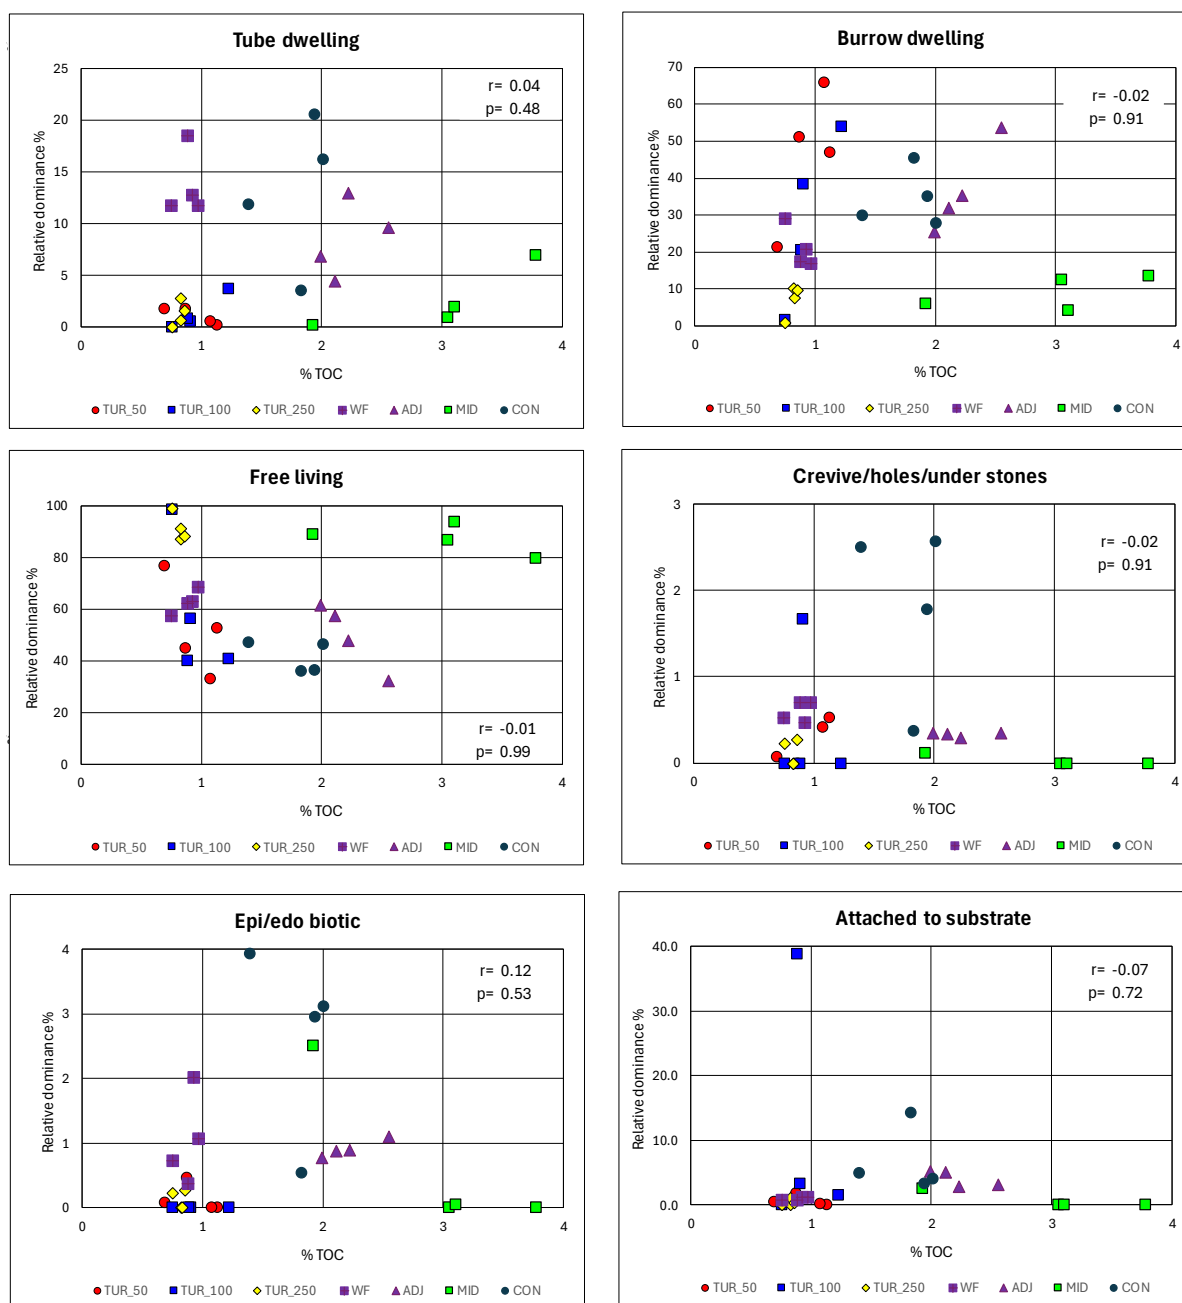 Tube dwelling
25
20
15
10
5
0
0 1 2 3 4
Relative dominance %
% TOC
r= 0.04
p= 0.48
TUR_50 TUR_100 TUR_250 WF ADJ MID CON
Burrow dwelling
70
60
50
40
30
20
10
0
0 1 2 3 4
Relative dominance %
% TOC
r= -0.02
p= 0.91
TUR_50 TUR_100 TUR_250 WF ADJ MID CON
Free living
100
80
60
40
20
0
0 1 2 3 4
Relative dominance %
% TOC
r= -0.01
p= 0.99
TUR_50 TUR_100 TUR_250 WF ADJ MID CON
Crevive/holes/under stones
3
2
1
0
0 1 2 3 4
Relative dominance %
% TOC
r= -0.02
p= 0.91
TUR_50 TUR_100 TUR_250 WF ADJ MID CON
Epi/edo biotic
4
3
2
1
0
0 1 2 3 4
Relative dominance %
% TOC
r= 0.12
p= 0.53
TUR_50 TUR_100 TUR_250 WF ADJ MID CON
Attached to substrate
40.0
30.0
20.0
10.0
0.0
0 1 2 3 4
Relative dominance %
% TOC
r= -0.07
p= 0.72
TUR_50 TUR_100 TUR_250 WF ADJ MID CON